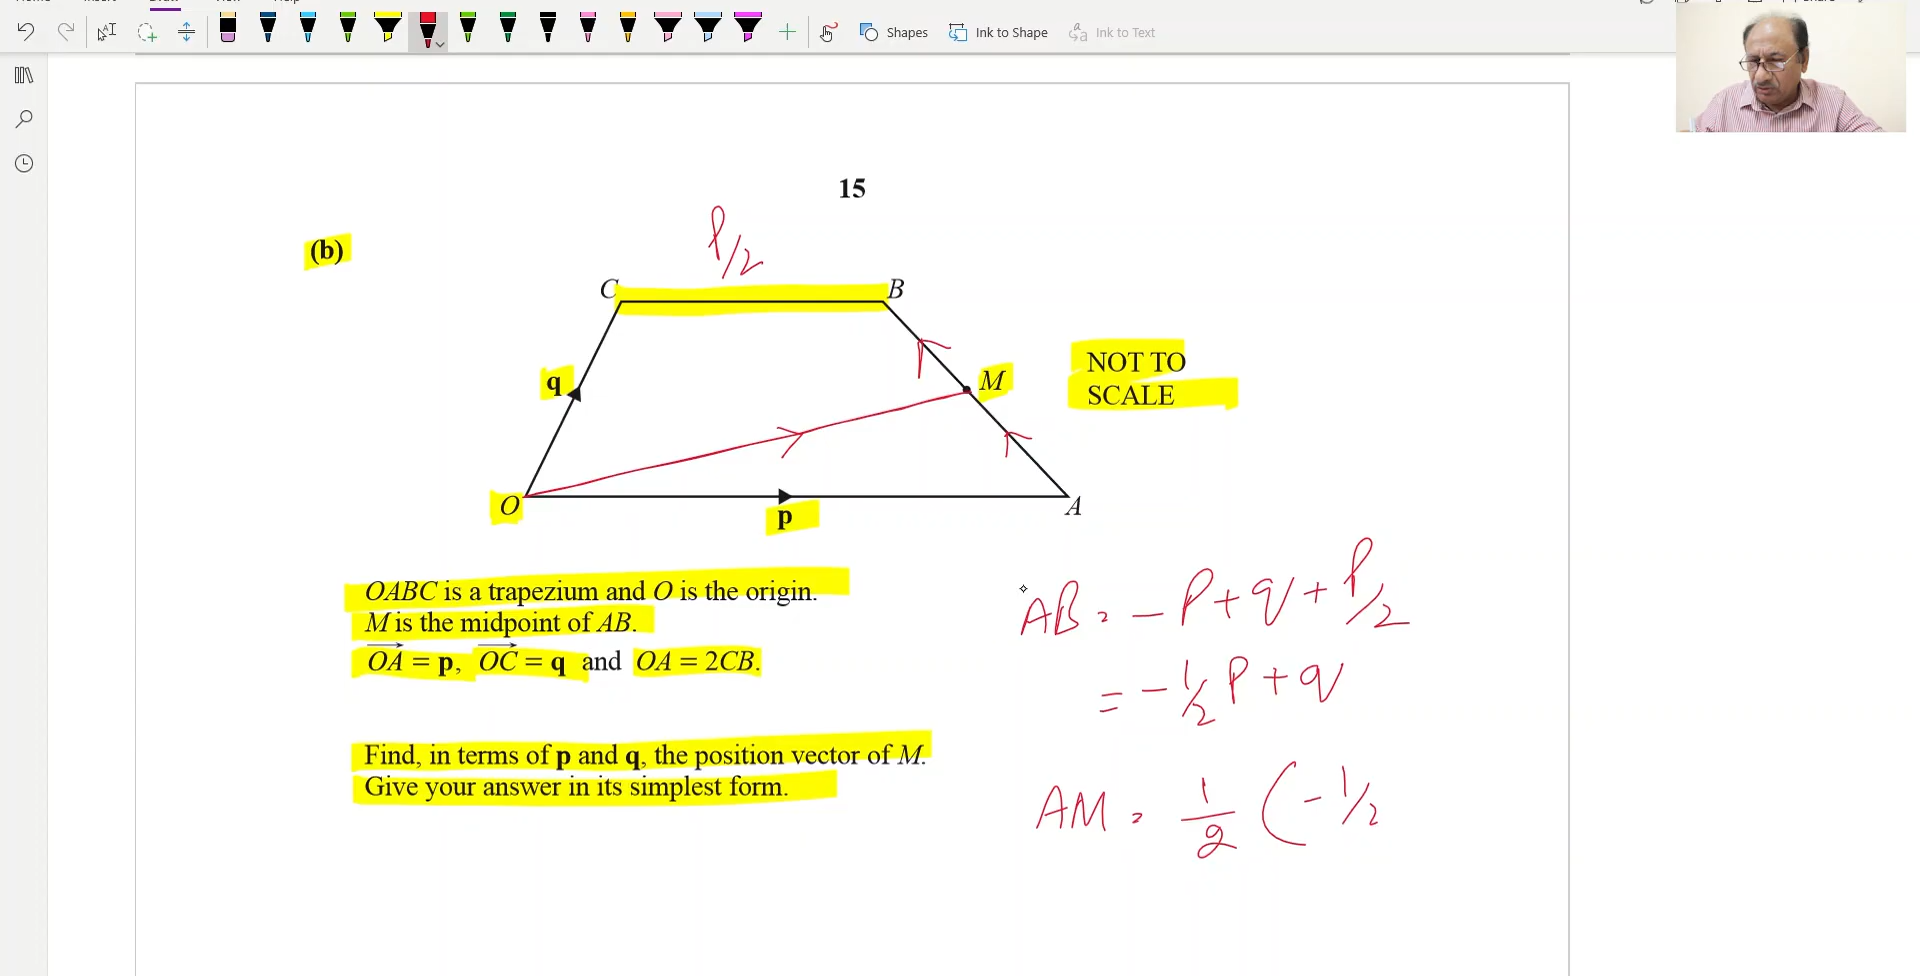 Shapes
Ink to Shape
Ink to Text
15
(b)
P/2
C
B
q
M
NOT TO
SCALE
O
p
A
OABC is a trapezium and O is the origin.
M is the midpoint of AB.
OA = p, OC = q and OA = 2CB.
Find, in terms of p and q, the position vector of M.
Give your answer in its simplest form.
AB = - P + q + P/2
= - 1/2 P + q
AM = 1/2 ( - 1/2